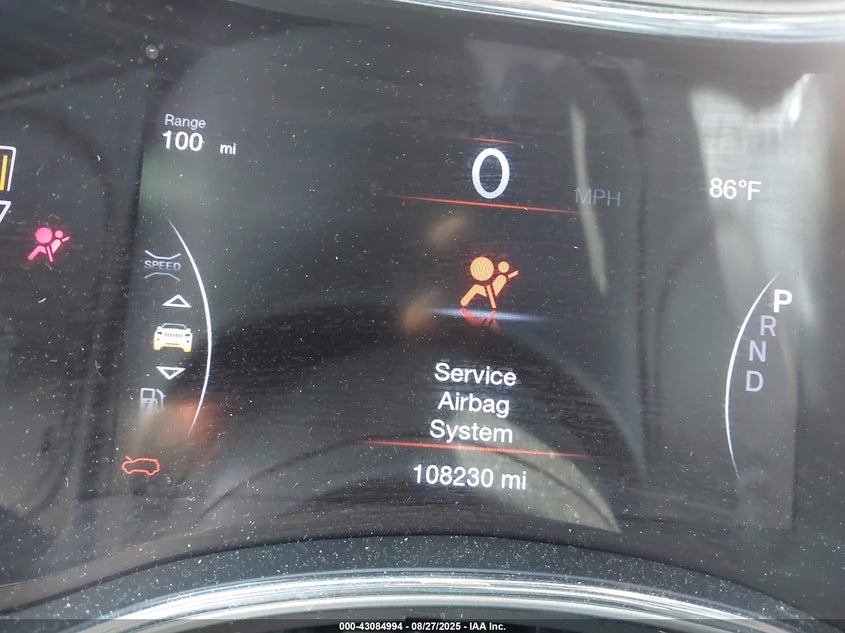 Range
100 mi
0
MPH
86°F
SPEED
P
R
N
D
Service
Airbag
System
108230 mi
000-43084994 - 08/27/2025 - IAA Inc.